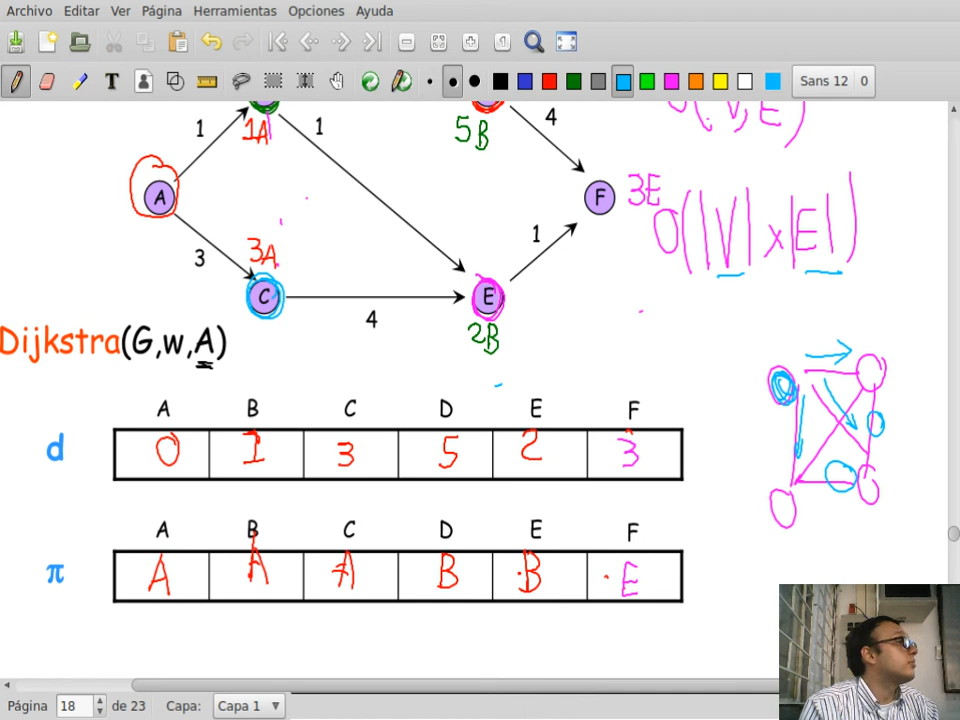 Archivo Editar Ver Página Herramientas Opciones Ayuda
T Sans 12 0
1 1A 1 5B 4
A F 3E O(|V|x|E|)
3 3A 1
C E
4 2B
Dijkstra(G,w,A)
A B C D E F
d 0 1 3 5 2 3
A B C D E F
π A A A B B E
Página 18 de 23 Capa: Capa 1